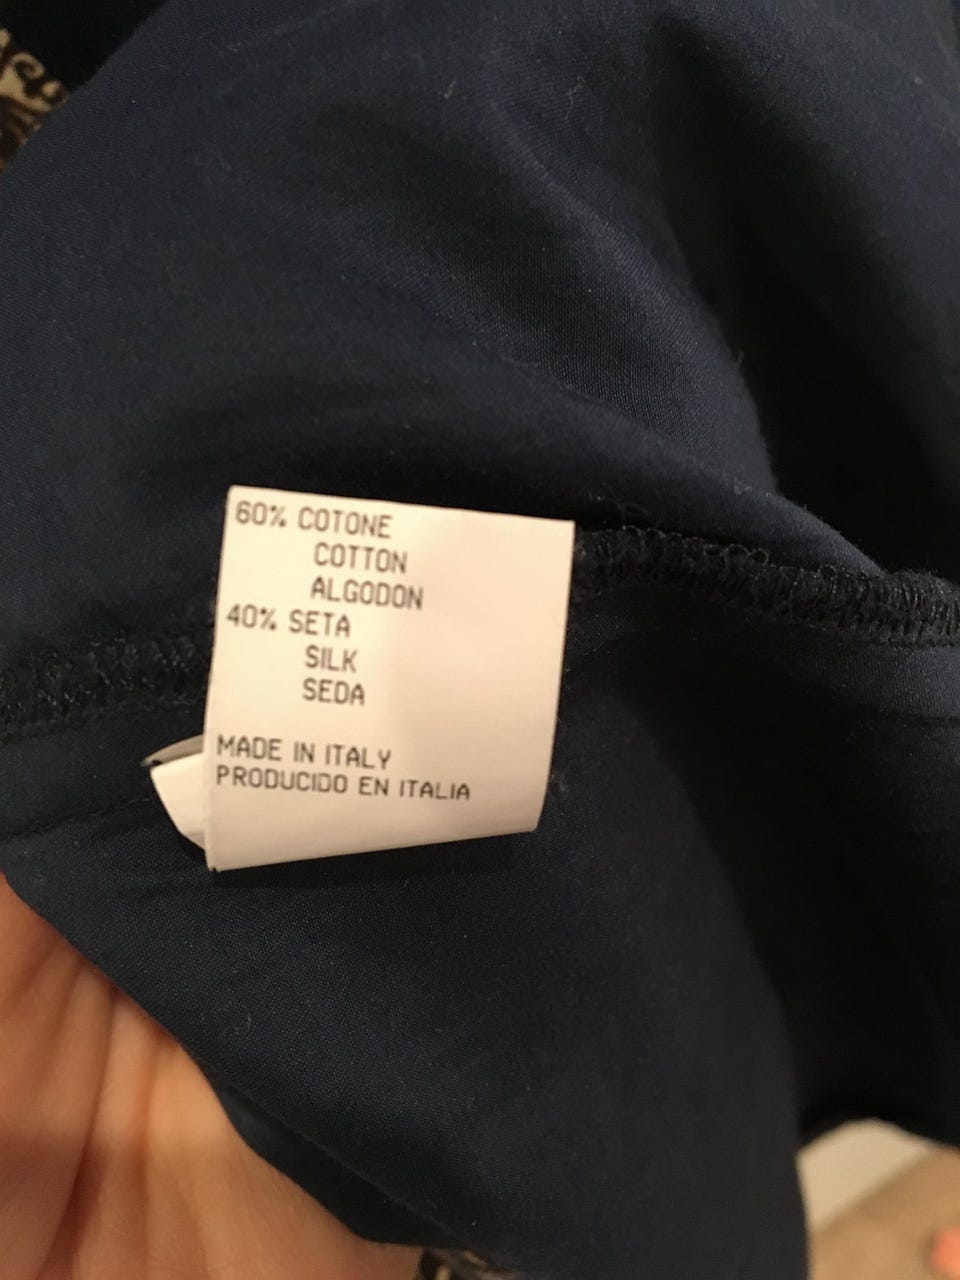 60% COTONE
COTTON
ALGODON
40% SETA
SILK
SEDA
MADE IN ITALY
PRODUCIDO EN ITALIA